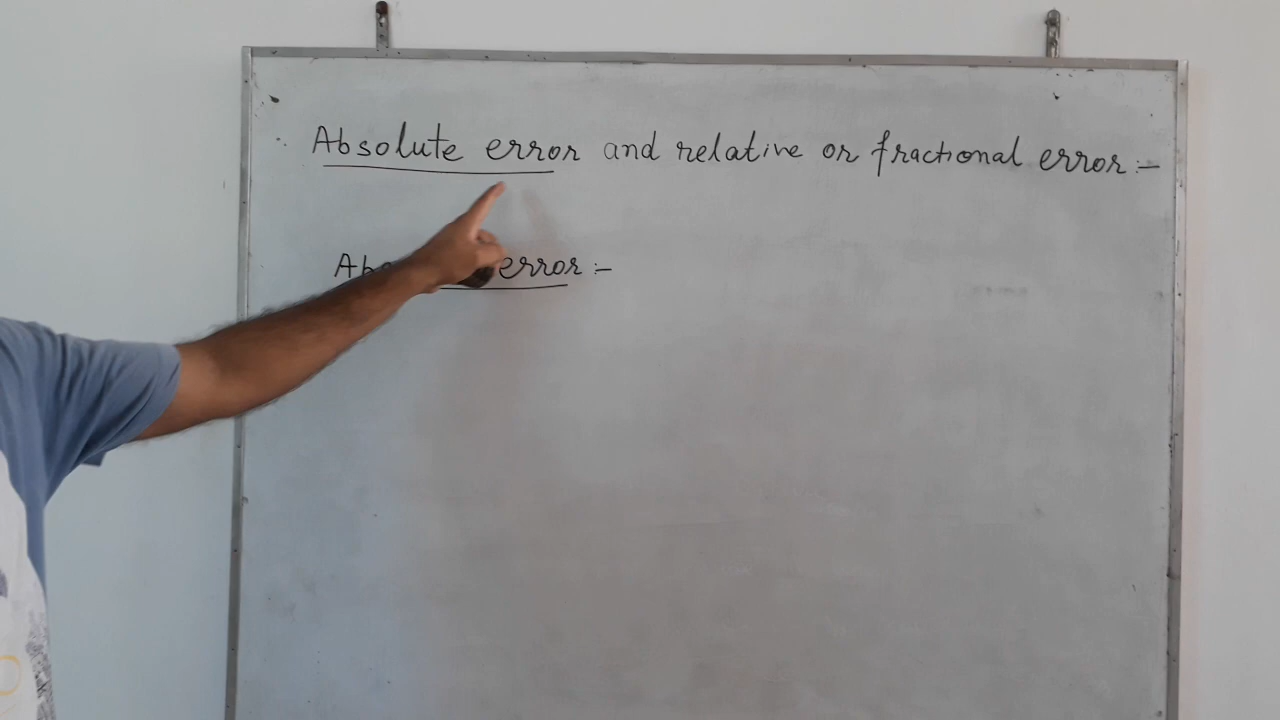 Absolute error and relative or fractional error :-
error :-